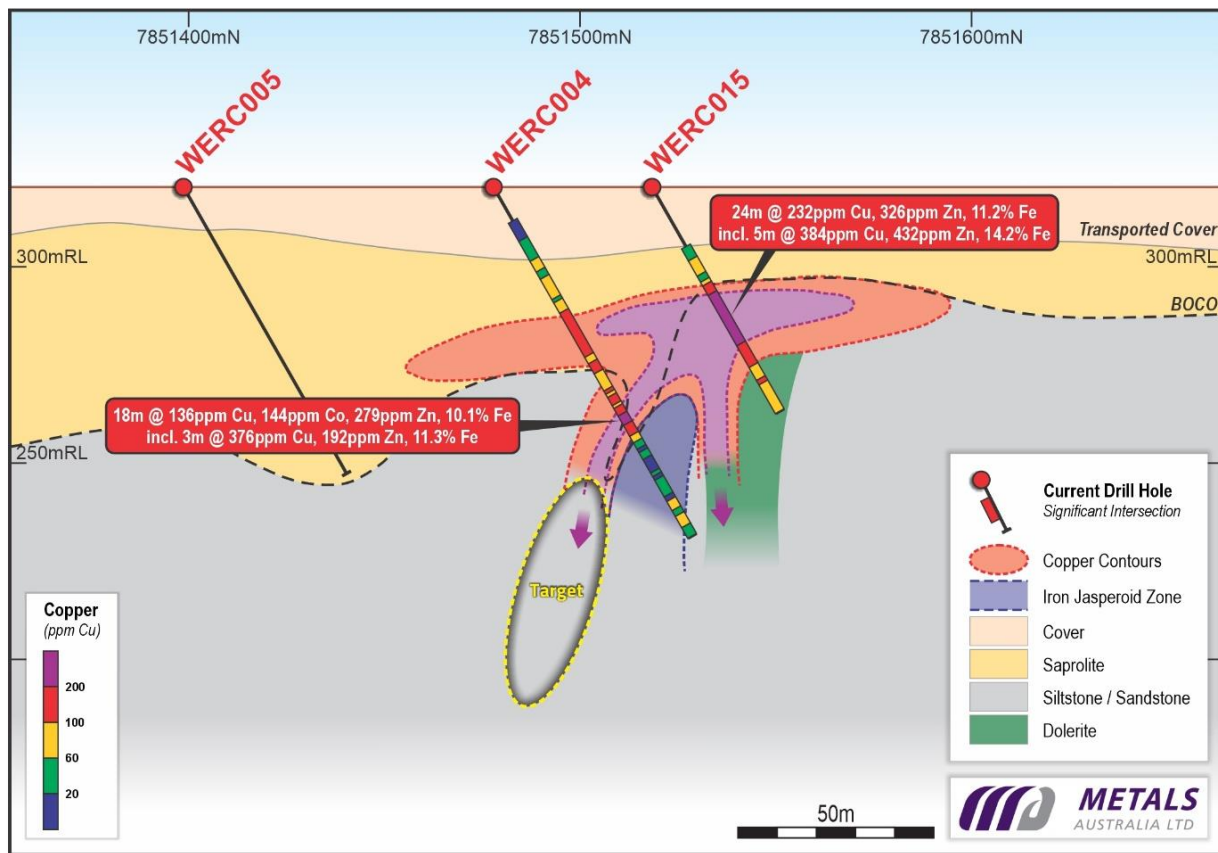 7851400mN
7851500mN
7851600mN
WERC005
WERC004
WERC015
24m @ 232ppm Cu, 326ppm Zn, 11.2% Fe
incl. 5m @ 384ppm Cu, 432ppm Zn, 14.2% Fe
Transported Cover
300mRL
300mRL
BOCO
18m @ 136ppm Cu, 144ppm Co, 279ppm Zn, 10.1% Fe
incl. 3m @ 376ppm Cu, 192ppm Zn, 11.3% Fe
250mRL
Target
Current Drill Hole
Significant Intersection
Copper Contours
Iron Jasperoid Zone
Cover
Saprolite
Siltstone / Sandstone
Dolerite
Copper
(ppm Cu)
200
100
60
20
50m
METALS
AUSTRALIA LTD